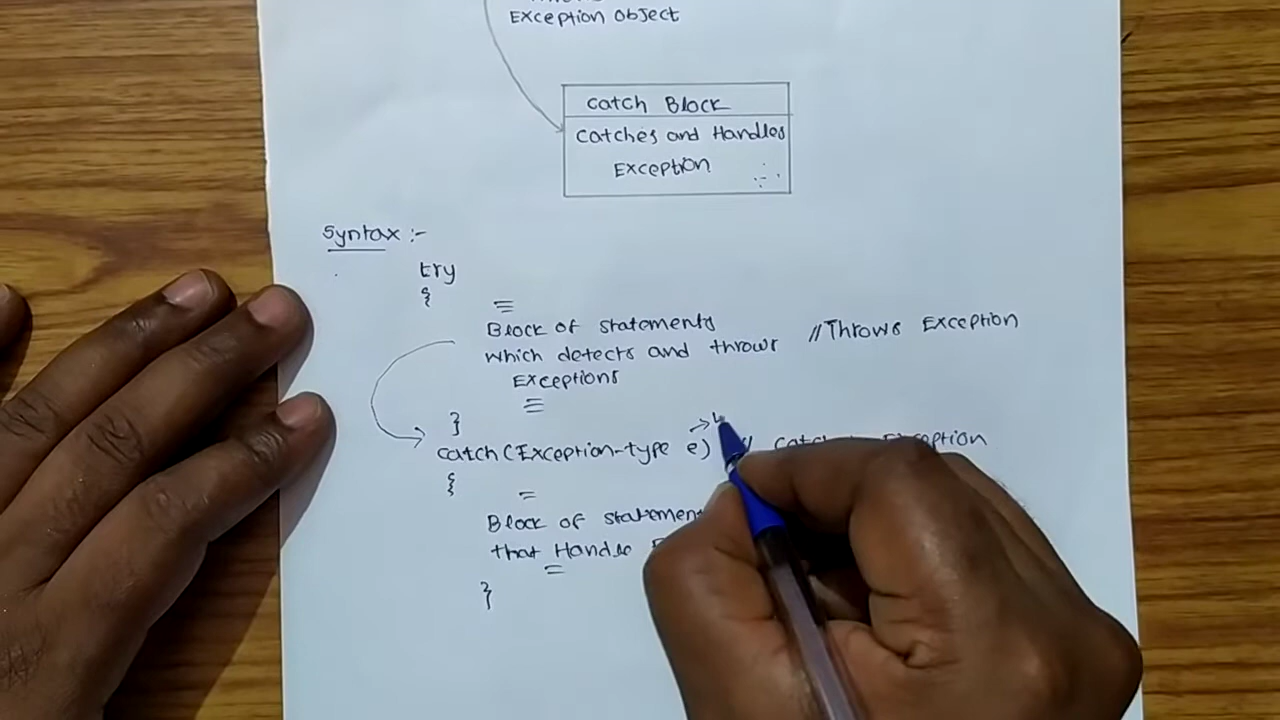 Exception Object
Catch Block
Catches and Handles
Exception
Syntax :-
try
{
Block of statements
which detects and throws //Throws Exception
Exceptions
}
catch (Exception-type e) // Exception
{
Block of
that Handle
}